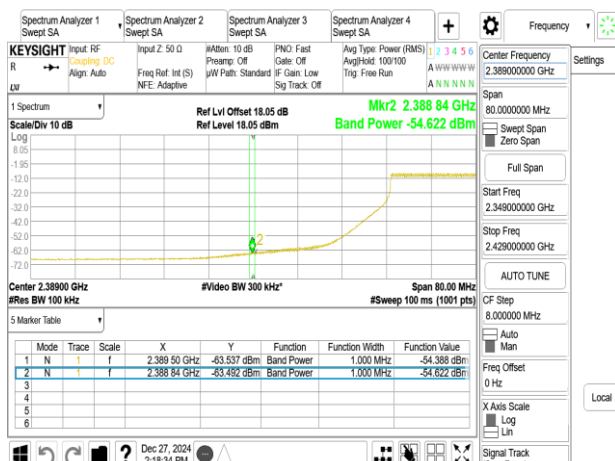 Spectrum Analyzer 1
Swept SA
Spectrum Analyzer 2
Swept SA
Spectrum Analyzer 3
Swept SA
Spectrum Analyzer 4
Swept SA
+
Frequency
Settings
KEYSIGHT
R
LXI
Input: RF
Coupling: DC
Align: Auto
Input Z: 50 Ω
Freq Ref: Int (S)
NFE: Adaptive
#Atten: 10 dB
Preamp: Off
µW Path: Standard
PNO: Fast
Gate: Off
IF Gain: Low
Sig Track: Off
Avg Type: Power (RMS)
Avg|Hold: 100/100
Trig: Free Run
1 2 3 4 5 6
A W W W W W
A N N N N N
1 Spectrum
Scale/Div 10 dB
Ref Lvl Offset 18.05 dB
Ref Level 18.05 dBm
Mkr2 2.388 84 GHz
Band Power -54.622 dBm
Log
8.05
-1.95
-12.0
-22.0
-32.0
-42.0
-52.0
-62.0
-72.0
2
Center 2.38900 GHz
#Video BW 300 kHz*
Span 80.00 MHz
#Res BW 100 kHz
#Sweep 100 ms (1001 pts)
5 Marker Table
Mode Trace Scale X Y Function Function Width Function Value
1 N 1 f 2.389 50 GHz -63.537 dBm Band Power 1.000 MHz -54.388 dBm
2 N 1 f 2.388 84 GHz -63.492 dBm Band Power 1.000 MHz -54.622 dBm
3
4
5
6
Center Frequency
2.389000000 GHz
Span
80.0000000 MHz
Swept Span
Zero Span
Full Span
Start Freq
2.349000000 GHz
Stop Freq
2.429000000 GHz
AUTO TUNE
CF Step
8.000000 MHz
Auto
Man
Freq Offset
0 Hz
X Axis Scale
Log
Lin
Signal Track
Local
?
Dec 27, 2024
2:18:34 PM